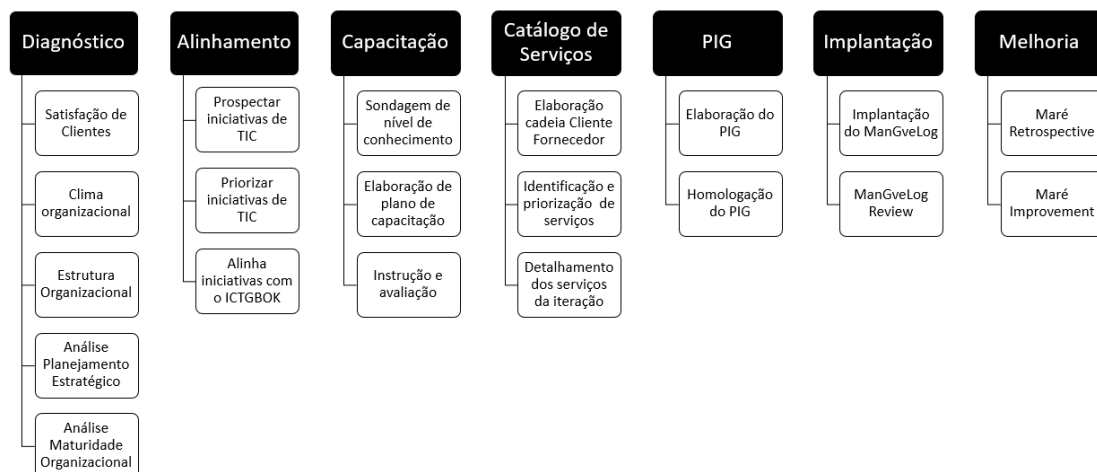 Diagnóstico
Satisfação de
Clientes
Clima
organizacional
Estrutura
Organizacional
Análise
Planejamento
Estratégico
Análise
Maturidade
Organizacional
Alinhamento
Prospectar
iniciativas de
TIC
Priorizar
iniciativas de
TIC
Alinha
iniciativas com
o ICTGBOK
Capacitação
Sondagem de
nível de
conhecimento
Elaboração de
plano de
capacitação
Instrução e
avaliação
Catálogo de
Serviços
Elaboração
cadeia Cliente
Fornecedor
Identificação e
priorização de
serviços
Detalhamento
dos serviços
da iteração
PIG
Elaboração do
PIG
Homologação
do PIG
Implantação
Implantação
do ManGveLog
ManGveLog
Review
Melhoria
Maré
Retrospective
Maré
Improvement